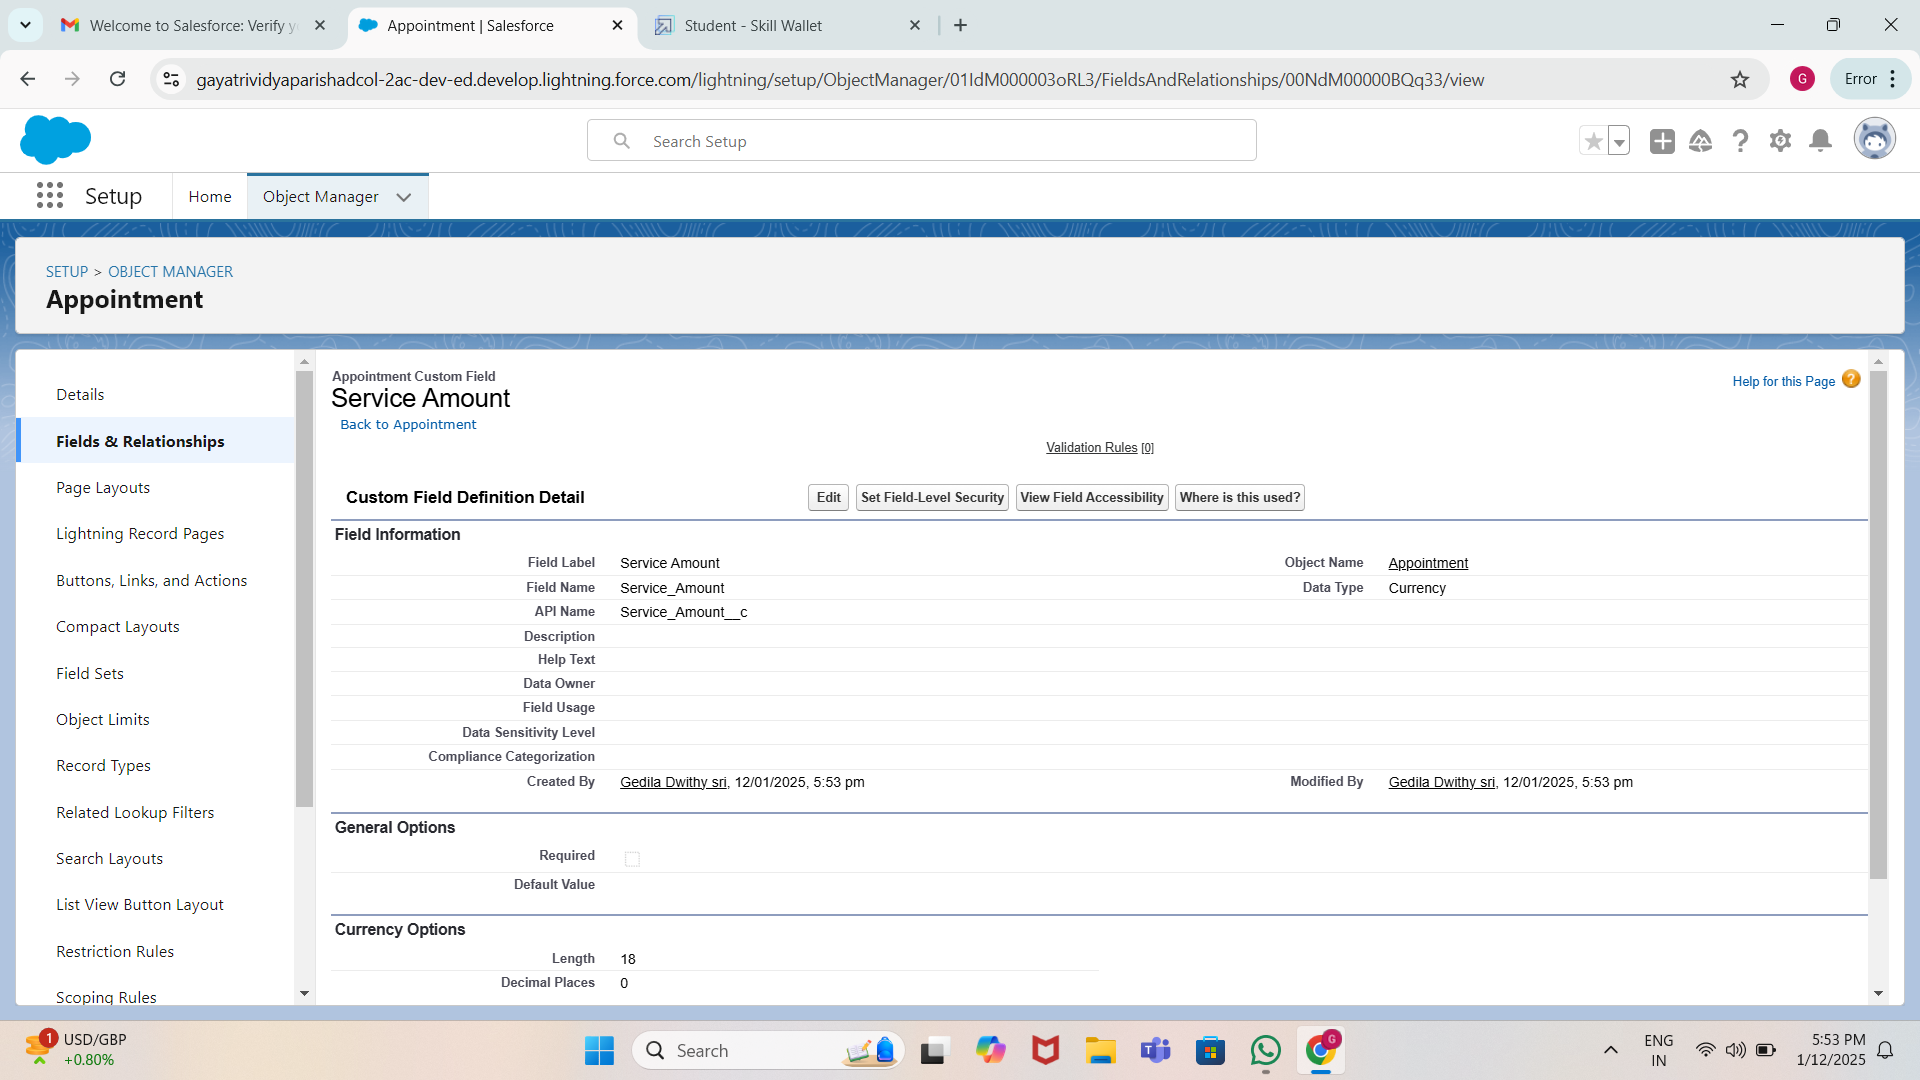 Welcome to Salesforce: Verify y
Appointment | Salesforce
Student - Skill Wallet
gayatrividyaparishadcol-2ac-dev-ed.develop.lightning.force.com/lightning/setup/ObjectManager/01IdM000003oRL3/FieldsAndRelationships/00NdM00000BQq33/view
G
Error
Search Setup
Setup
Home
Object Manager
SETUP > OBJECT MANAGER
Appointment
Details
Fields & Relationships
Page Layouts
Lightning Record Pages
Buttons, Links, and Actions
Compact Layouts
Field Sets
Object Limits
Record Types
Related Lookup Filters
Search Layouts
List View Button Layout
Restriction Rules
Scoping Rules
Appointment Custom Field
Service Amount
Back to Appointment
Help for this Page
Validation Rules [0]
Custom Field Definition Detail
Edit
Set Field-Level Security
View Field Accessibility
Where is this used?
Field Information
Field Label Service Amount Object Name Appointment
Field Name Service_Amount Data Type Currency
API Name Service_Amount__c
Description
Help Text
Data Owner
Field Usage
Data Sensitivity Level
Compliance Categorization
Created By Gedila Dwithy sri, 12/01/2025, 5:53 pm Modified By Gedila Dwithy sri, 12/01/2025, 5:53 pm
General Options
Required
Default Value
Currency Options
Length 18
Decimal Places 0
1
USD/GBP
+0.80%
Search
G
ENG
IN
5:53 PM
1/12/2025